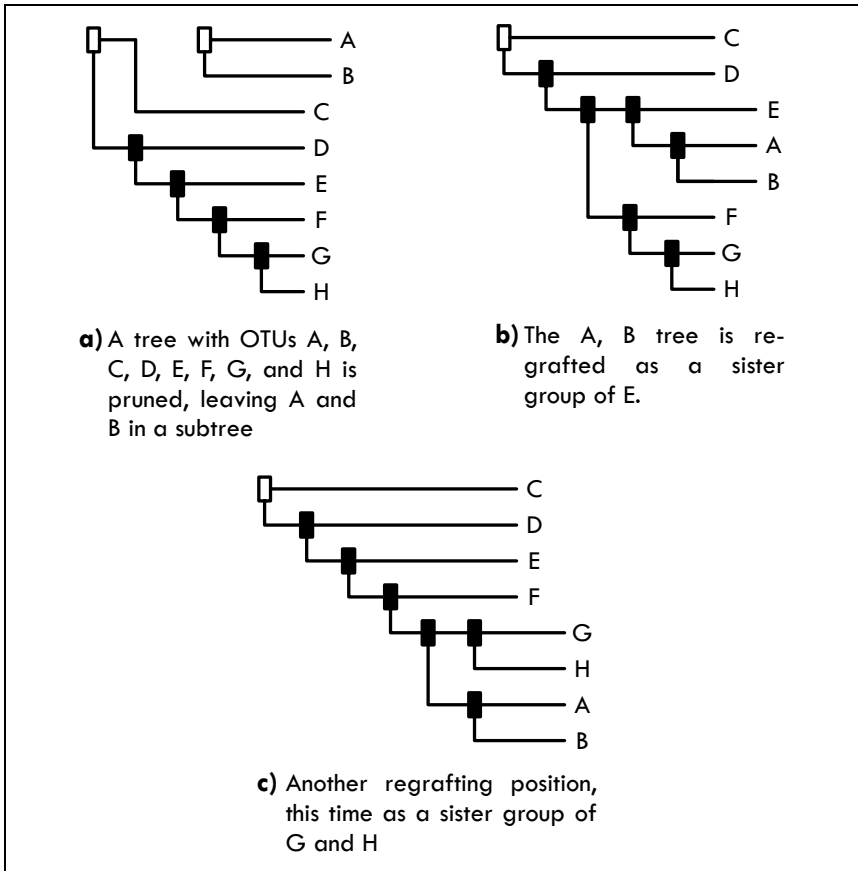 A
B
C
D
E
F
G
H
a) A tree with OTUs A, B,
C, D, E, F, G, and H is
pruned, leaving A and
B in a subtree
C
D
E
A
B
F
G
H
b) The A, B tree is re-
grafted as a sister
group of E.
C
D
E
F
G
H
A
B
c) Another regrafting position,
this time as a sister group of
G and H